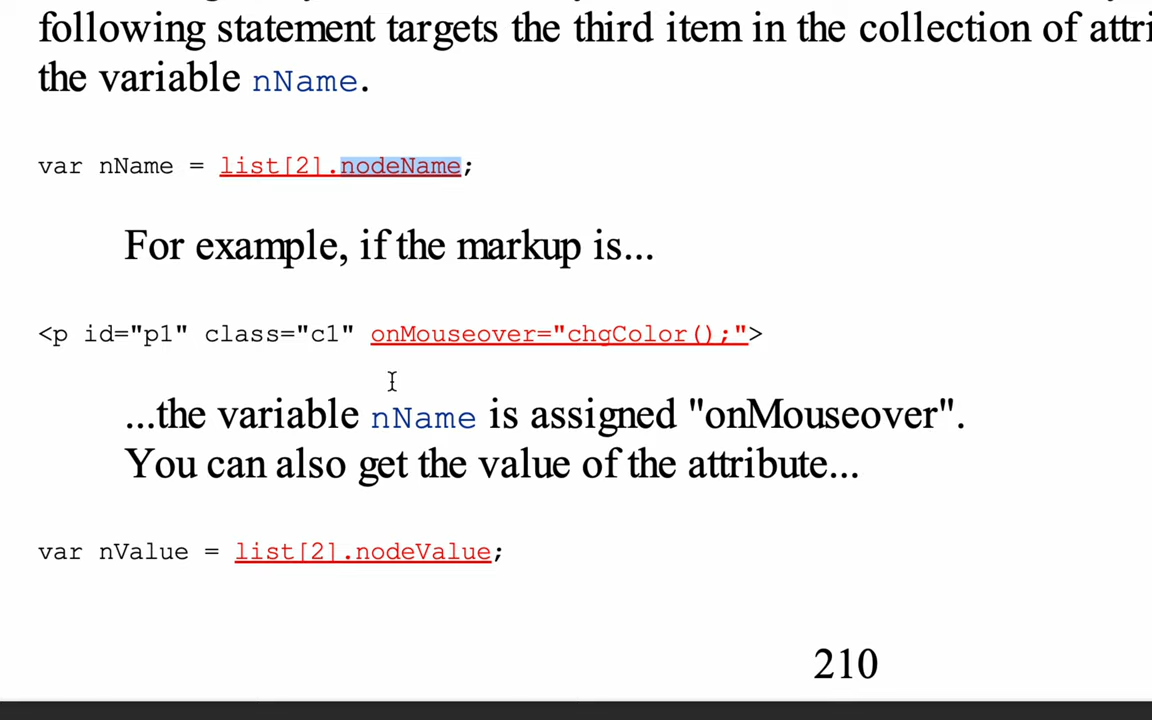 following statement targets the third item in the collection of attri
the variable nName.
var nName = list[2].nodeName;
For example, if the markup is...
<p id="p1" class="c1" onMouseover="chgColor();">
...the variable nName is assigned "onMouseover".
You can also get the value of the attribute...
var nValue = list[2].nodeValue;
210